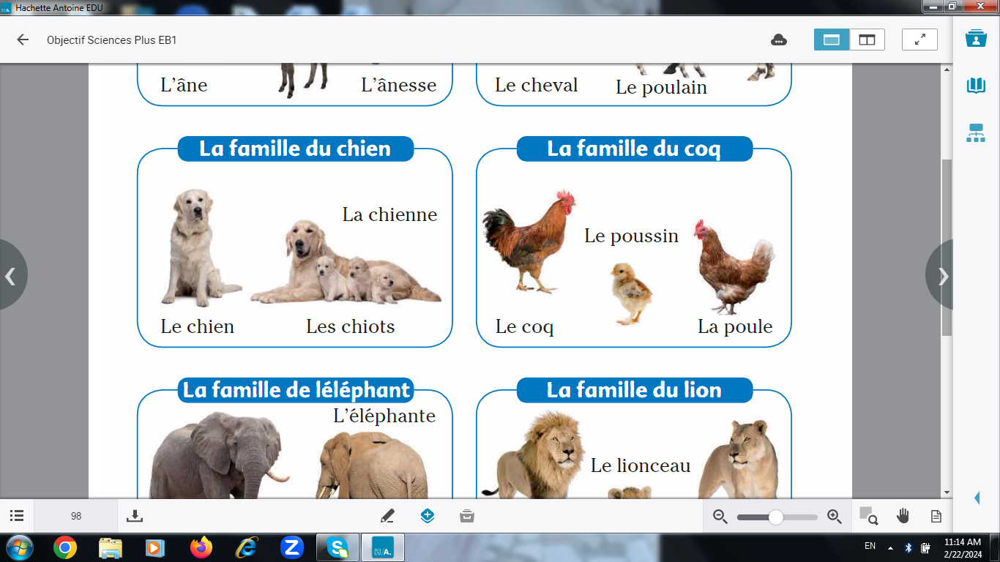 Hachette Antoine EDU
Objectif Sciences Plus EB1
L'âne
L'ânesse
Le cheval
Le poulain
La famille du chien
La chienne
Le chien
Les chiots
La famille du coq
Le poussin
Le coq
La poule
La famille de léléphant
L'éléphante
La famille du lion
Le lionceau
98
EN
11:14 AM
2/22/2024